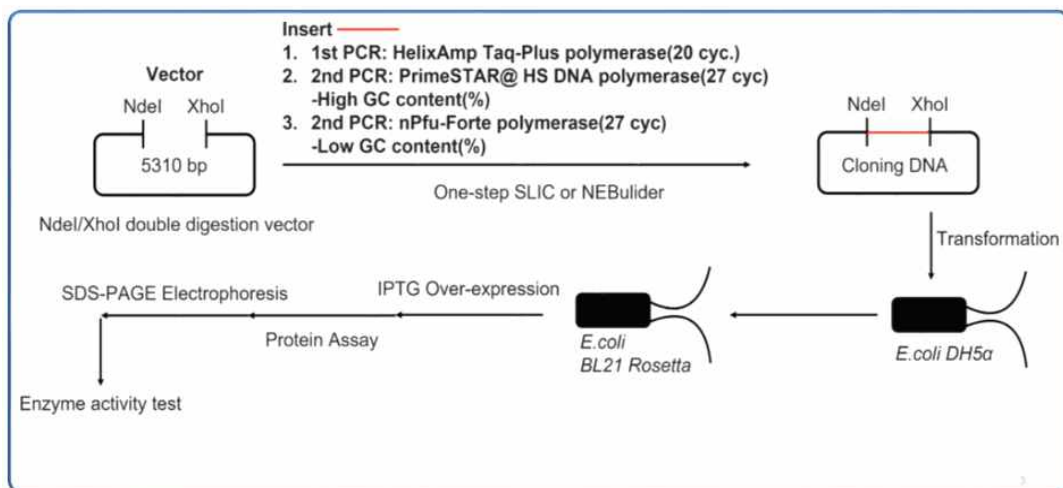 Insert
1. 1st PCR: HelixAmp Taq-Plus polymerase(20 cyc.)
2. 2nd PCR: PrimeSTAR@ HS DNA polymerase(27 cyc)
-High GC content(%)
3. 2nd PCR: nPfu-Forte polymerase(27 cyc)
-Low GC content(%)
Vector
NdeI XhoI
5310 bp
NdeI/XhoI double digestion vector
One-step SLIC or NEBulider
NdeI XhoI
Cloning DNA
Transformation
E.coli DH5α
E.coli
BL21 Rosetta
IPTG Over-expression
Protein Assay
SDS-PAGE Electrophoresis
Enzyme activity test